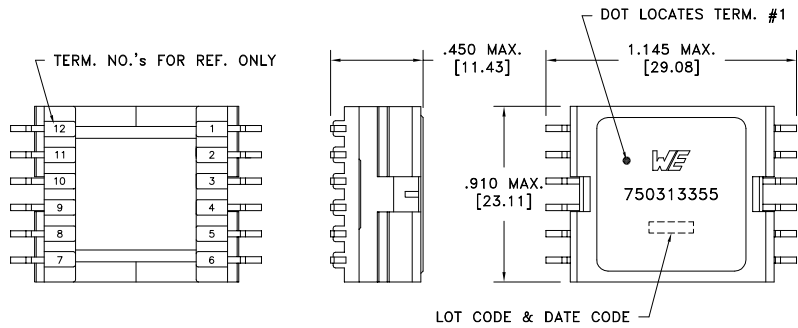 DOT LOCATES TERM. #1
TERM. NO.'s FOR REF. ONLY
.450 MAX.
[11.43]
1.145 MAX.
[29.08]
12
11
10
9
8
7
1
2
3
4
5
6
.910 MAX.
[23.11]
WE
750313355
LOT CODE & DATE CODE